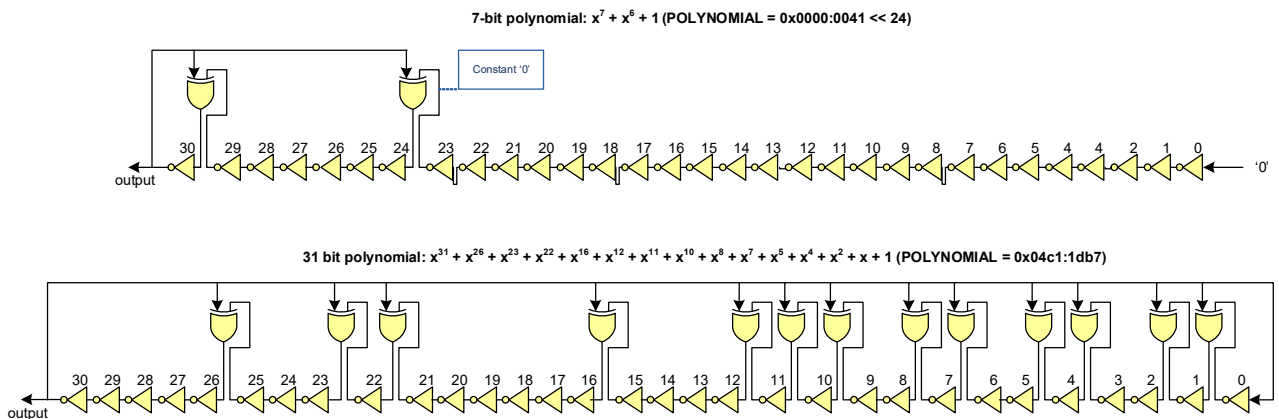 7-bit polynomial: x⁷ + x⁶ + 1 (POLYNOMIAL = 0x0000:0041 << 24)
Constant ‘0’
30 29 28 27 26 25 24 23 22 21 20 19 18 17 16 15 14 13 12 11 10 9 8 7 6 5 4 4 2 1 0
output
‘0’
31 bit polynomial: x³¹ + x²⁶ + x²³ + x²² + x¹⁶ + x¹² + x¹¹ + x¹⁰ + x⁸ + x⁷ + x⁵ + x⁴ + x² + x + 1 (POLYNOMIAL = 0x04c1:1db7)
30 29 28 27 26 25 24 23 22 21 20 19 18 17 16 15 14 13 12 11 10 9 8 7 6 5 4 3 2 1 0
output